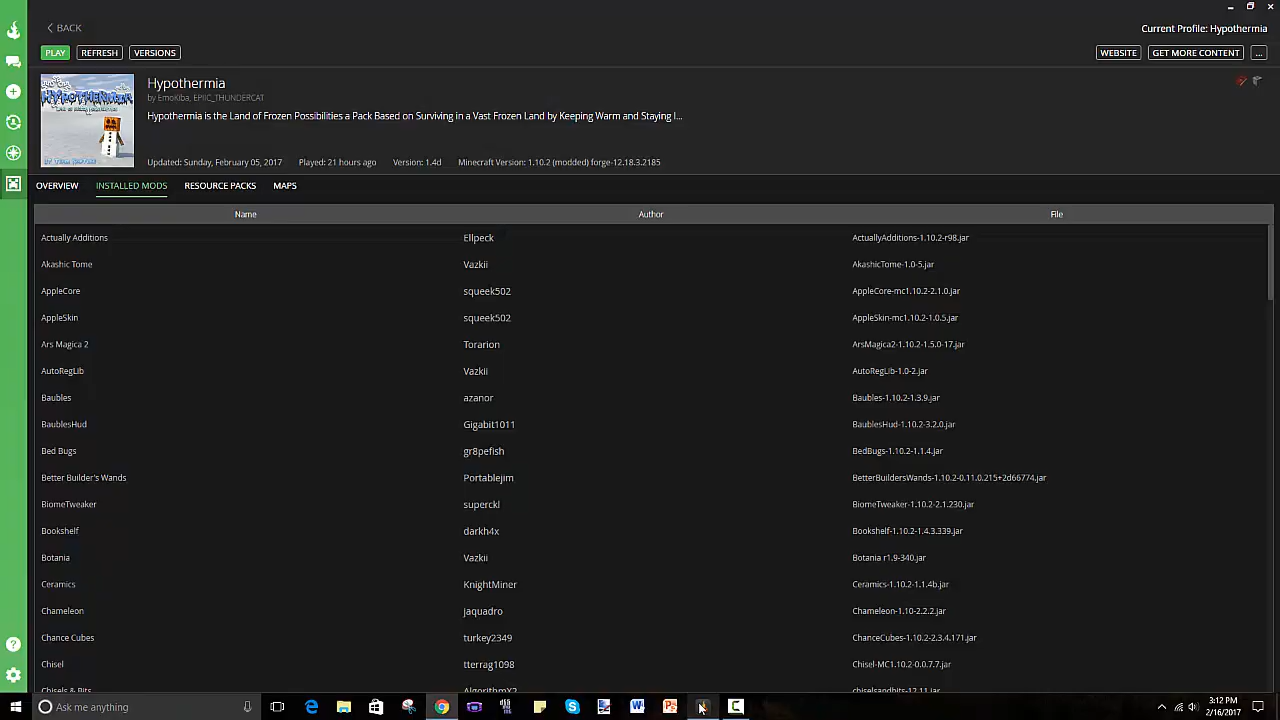 BACK
Current Profile: Hypothermia
PLAY REFRESH VERSIONS WEBSITE GET MORE CONTENT ...
HYPOTHERMIA
Hypothermia
by EmoKiba, EPIIC_THUNDERCAT
Hypothermia is the Land of Frozen Possibilities a Pack Based on Surviving in a Vast Frozen Land by Keeping Warm and Staying I...
Updated: Sunday, February 05, 2017 Played: 21 hours ago Version: 1.4d Minecraft Version: 1.10.2 (modded) forge-12.18.3.2185
OVERVIEW INSTALLED MODS RESOURCE PACKS MAPS
Name Author File
Actually Additions Ellpeck ActuallyAdditions-1.10.2-r98.jar
Akashic Tome Vazkii AkashicTome-1.0-5.jar
AppleCore squeek502 AppleCore-mc1.10.2-2.1.0.jar
AppleSkin squeek502 AppleSkin-mc1.10.2-1.0.5.jar
Ars Magica 2 Torarion ArsMagica2-1.10.2-1.5.0-17.jar
AutoRegLib Vazkii AutoRegLib-1.0-2.jar
Baubles azanor Baubles-1.10.2-1.3.9.jar
BaublesHud Gigabit1011 BaublesHud-1.10.2-3.2.0.jar
Bed Bugs gr8pefish BedBugs-1.10.2-1.1.4.jar
Better Builder's Wands Portablejim BetterBuildersWands-1.10.2-0.11.0.215+2d66774.jar
BiomeTweaker superckl BiomeTweaker-1.10.2-2.1.230.jar
Bookshelf darkh4x Bookshelf-1.10.2-1.4.3.339.jar
Botania Vazkii Botania r1.9-340.jar
Ceramics KnightMiner Ceramics-1.10.2-1.1.4b.jar
Chameleon jaquadro Chameleon-1.10-2.2.2.jar
Chance Cubes turkey2349 ChanceCubes-1.10.2-2.3.4.171.jar
Chisel tterrag1098 Chisel-MC1.10.2-0.0.7.7.jar
Chisels & Bits AlgorithmX2 chiselsandbits-12.11.jar
Ask me anything
3:12 PM
2/16/2017